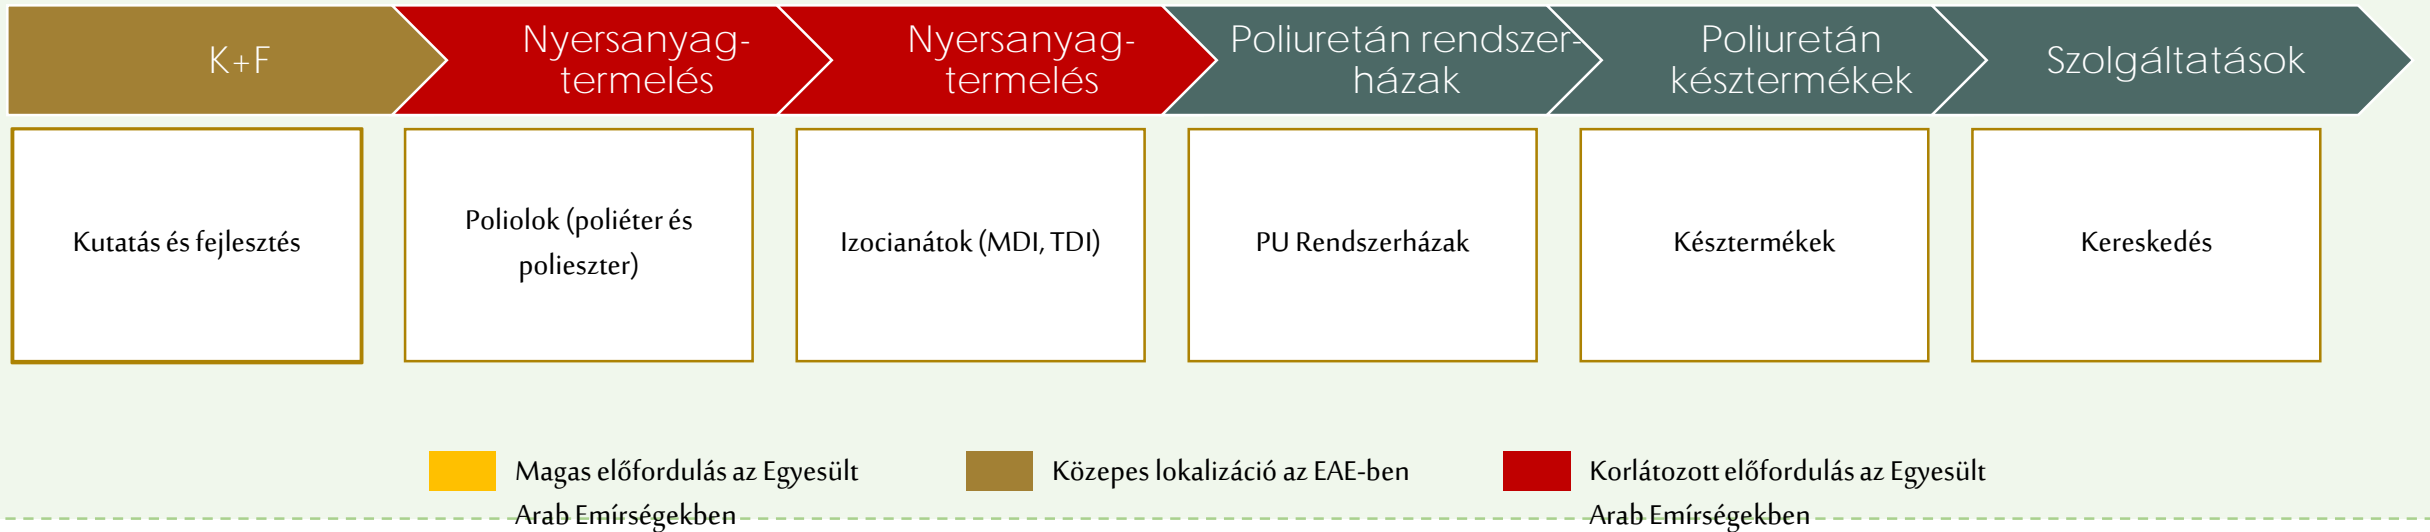 K+F
Nyersanyag-
termelés
Nyersanyag-
termelés
Poliuretán rendszer-
házak
Poliuretán
késztermékek
Szolgáltatások
Kutatás és fejlesztés
Poliolok (poliéter és
polieszter)
Izocianátok (MDI, TDI)
PU Rendszerházak
Késztermékek
Kereskedés
Magas előfordulás az Egyesült
Arab Emírségekben
Közepes lokalizáció az EAE-ben
Korlátozott előfordulás az Egyesült
Arab Emírségekben